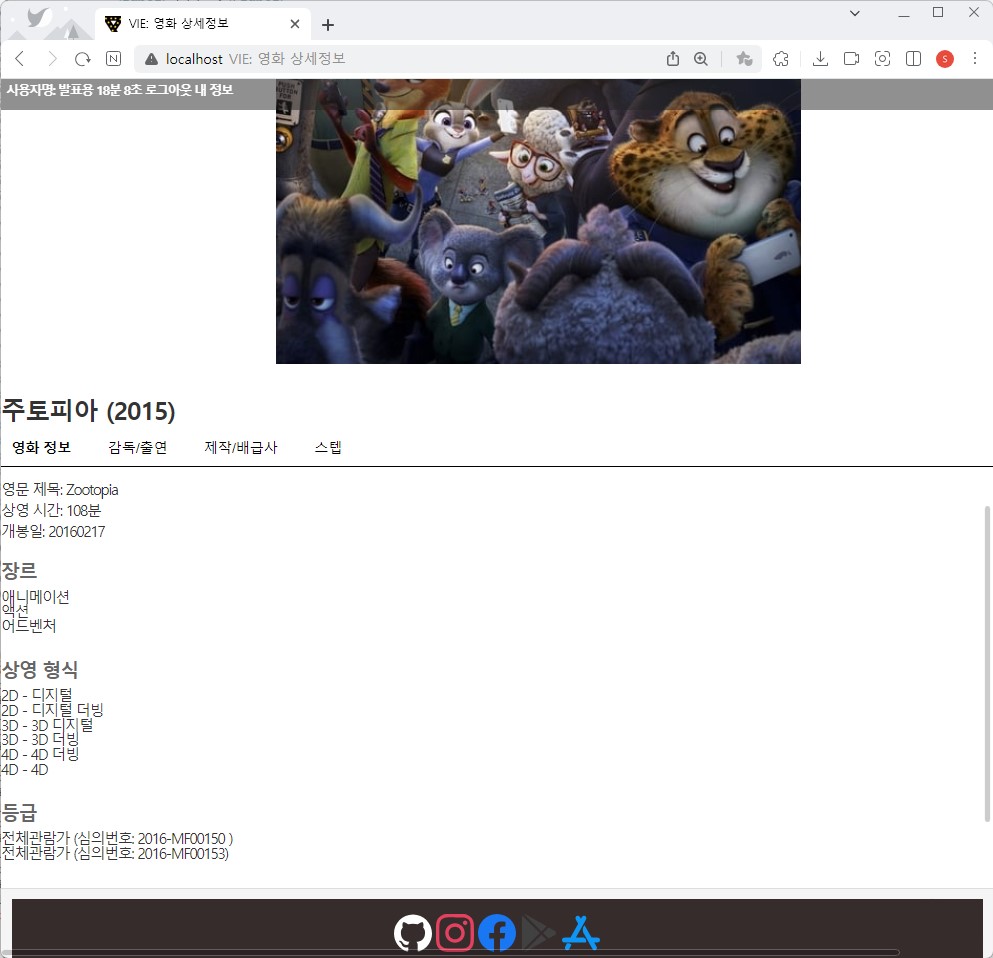 VIE: 영화 상세정보
localhost VIE: 영화 상세정보
S
사용자명: 발표용 18분 8초 로그아웃 내 정보
PUSH
BUTTON
FOR
주토피아 (2015)
영화 정보 감독/출연 제작/배급사 스텝
영문 제목: Zootopia
상영 시간: 108분
개봉일: 20160217
장르
애니메이션
액션
어드벤처
상영 형식
2D - 디지털
2D - 디지털 더빙
3D - 3D 디지털
3D - 3D 더빙
4D - 4D 더빙
4D - 4D
등급
전체관람가 (심의번호: 2016-MF00150 )
전체관람가 (심의번호: 2016-MF00153)